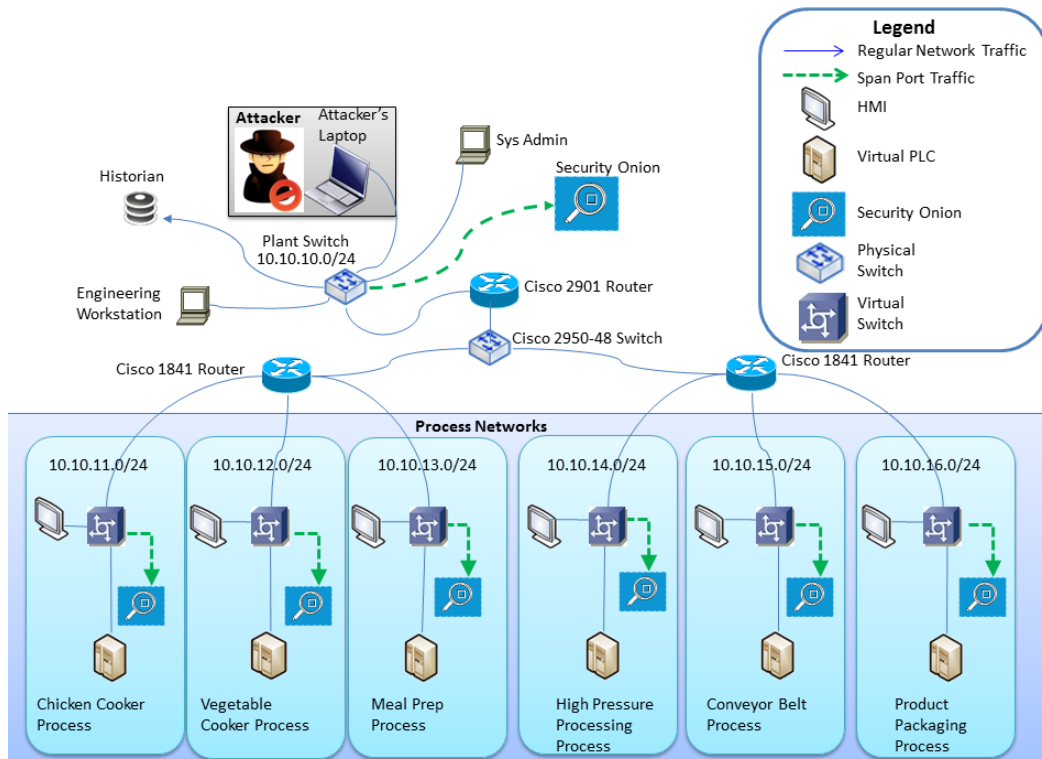 Legend
Regular Network Traffic
Span Port Traffic
HMI
Virtual PLC
Security Onion
Physical
Switch
Virtual
Switch
Attacker
Attacker's
Laptop
Sys Admin
Security Onion
Historian
Plant Switch
10.10.10.0/24
Engineering
Workstation
Cisco 2901 Router
Cisco 2950-48 Switch
Cisco 1841 Router
Cisco 1841 Router
Process Networks
10.10.11.0/24
10.10.12.0/24
10.10.13.0/24
10.10.14.0/24
10.10.15.0/24
10.10.16.0/24
Chicken Cooker
Process
Vegetable
Cooker Process
Meal Prep
Process
High Pressure
Processing
Process
Conveyor Belt
Process
Product
Packaging
Process